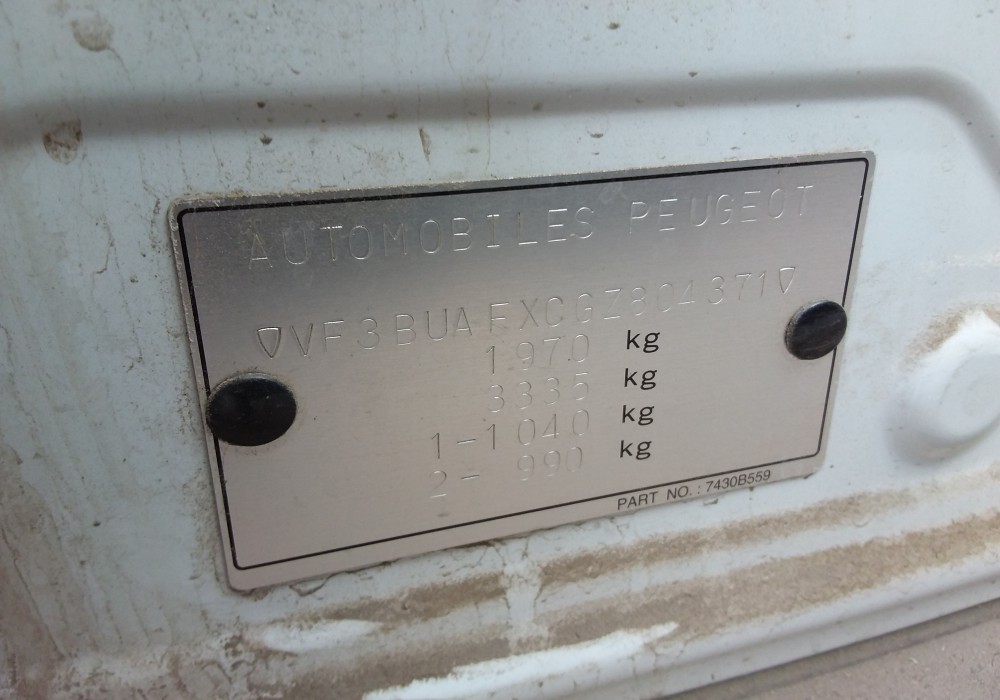 AUTOMOBILES PEUGEOT
VF3BUAFXCGZ804371
1970 kg
3335 kg
1-1040 kg
2- 990 kg
PART NO. : 7430B559